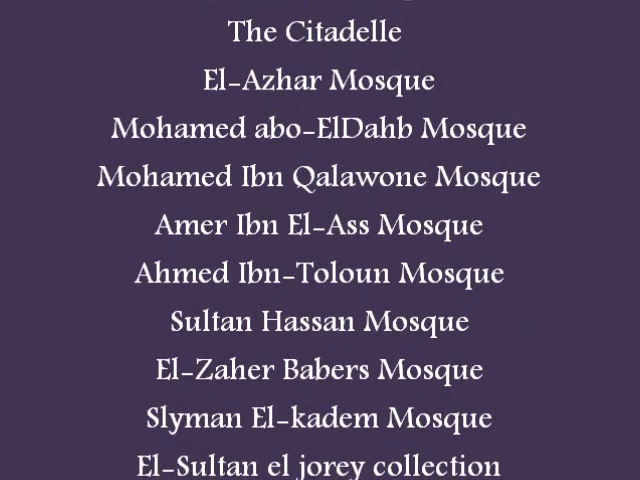 The Citadelle
El-Azhar Mosque
Mohamed abo-ElDahb Mosque
Mohamed Ibn Qalawone Mosque
Amer Ibn El-Ass Mosque
Ahmed Ibn-Toloun Mosque
Sultan Hassan Mosque
El-Zaher Babers Mosque
Slyman El-kadem Mosque
El-Sultan el jorey collection